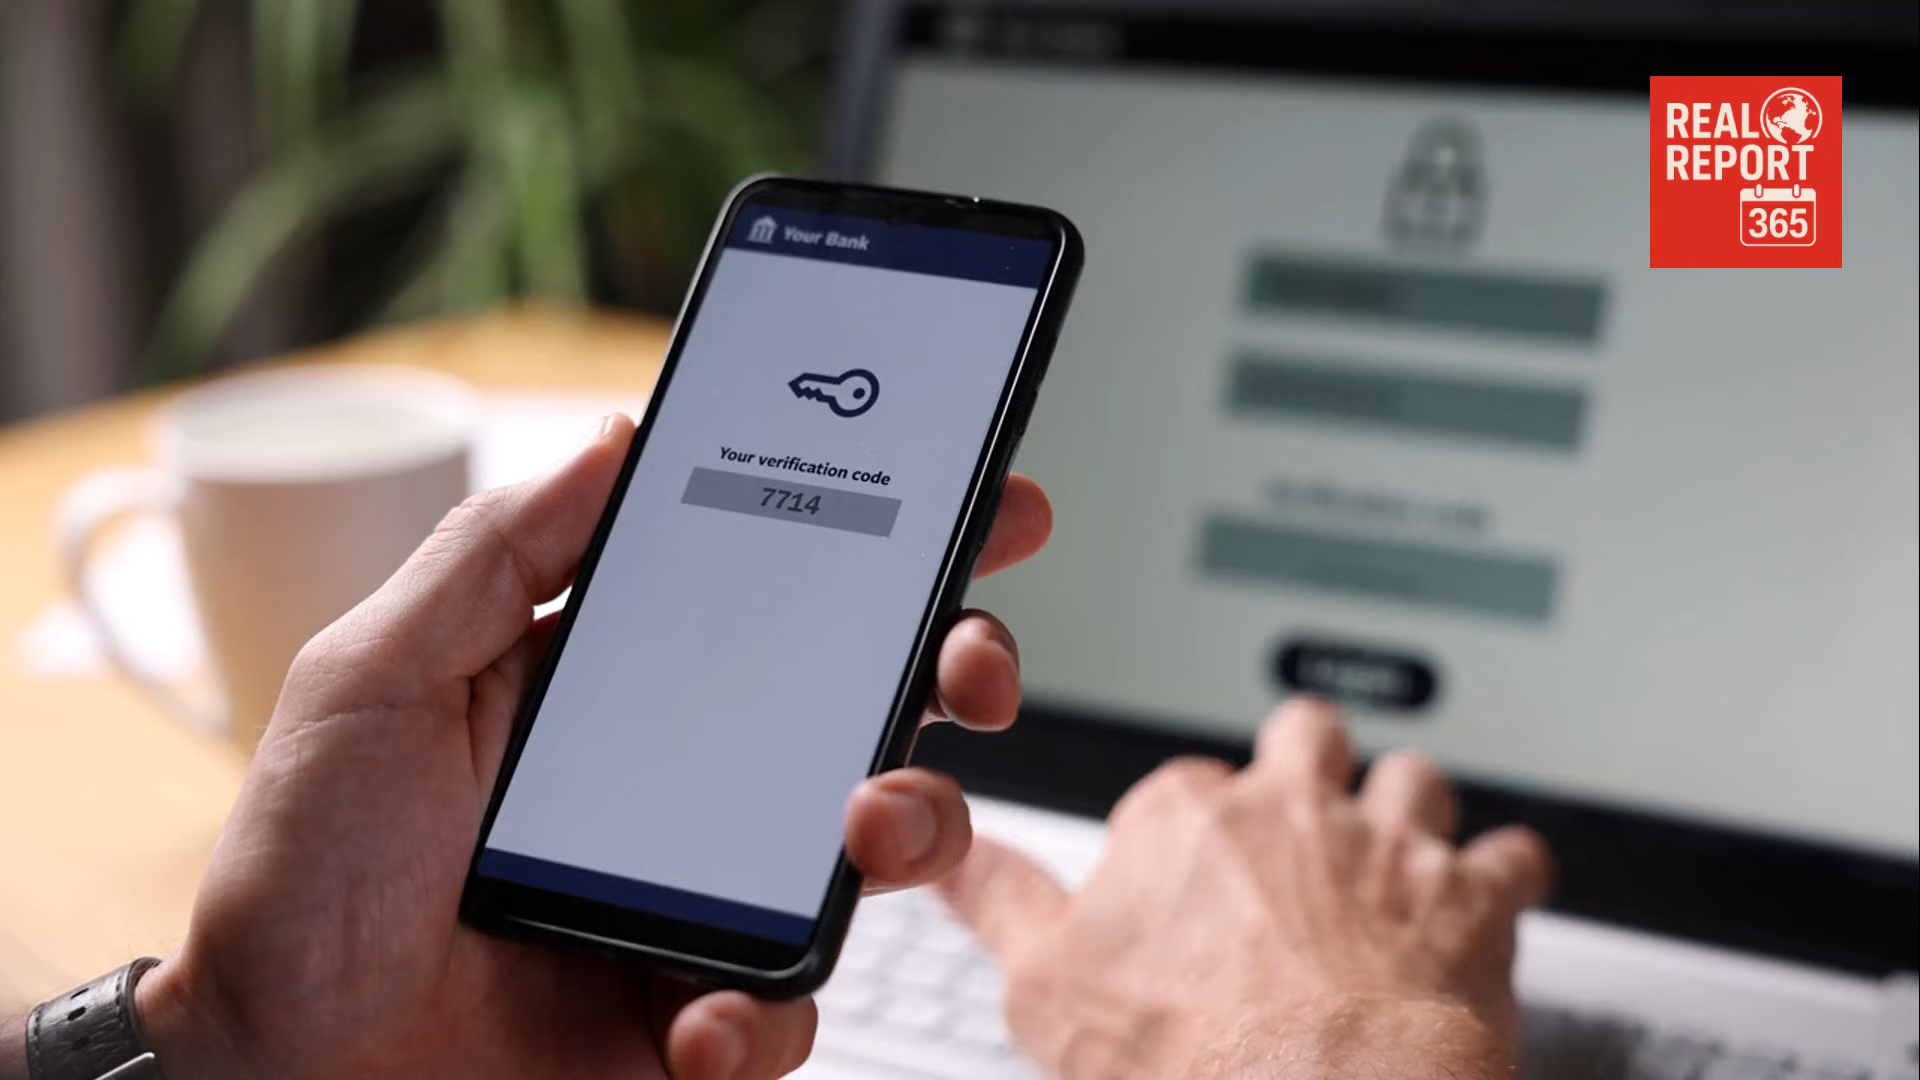 REAL
REPORT
365
Your Bank
Your verification code
7714